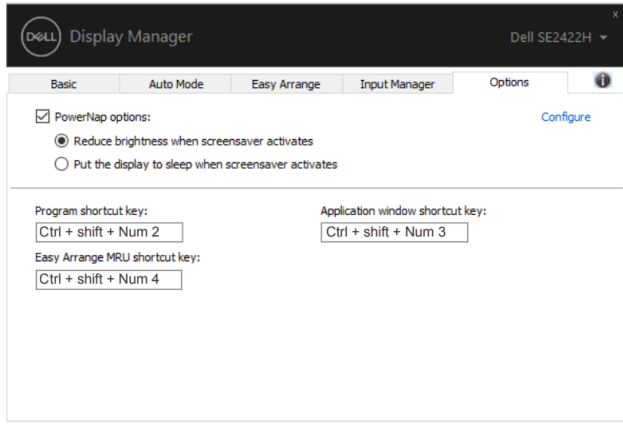 x
DELL Display Manager Dell SE2422H
Basic Auto Mode Easy Arrange Input Manager Options
PowerNap options: Configure
Reduce brightness when screensaver activates
Put the display to sleep when screensaver activates
Program shortcut key: Application window shortcut key:
Ctrl + shift + Num 2 Ctrl + shift + Num 3
Easy Arrange MRU shortcut key:
Ctrl + shift + Num 4